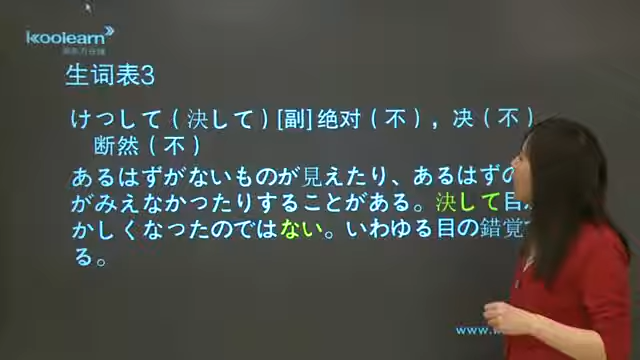 koolearn
新东方在线
生词表3
けっして（決して）[副]绝对（不），决（不）
断然（不）
あるはずがないものが見えたり、あるはずの
がみえなかったりすることがある。決して目
かしくなったのではない。いわゆる目の錯覚
る。
www.k